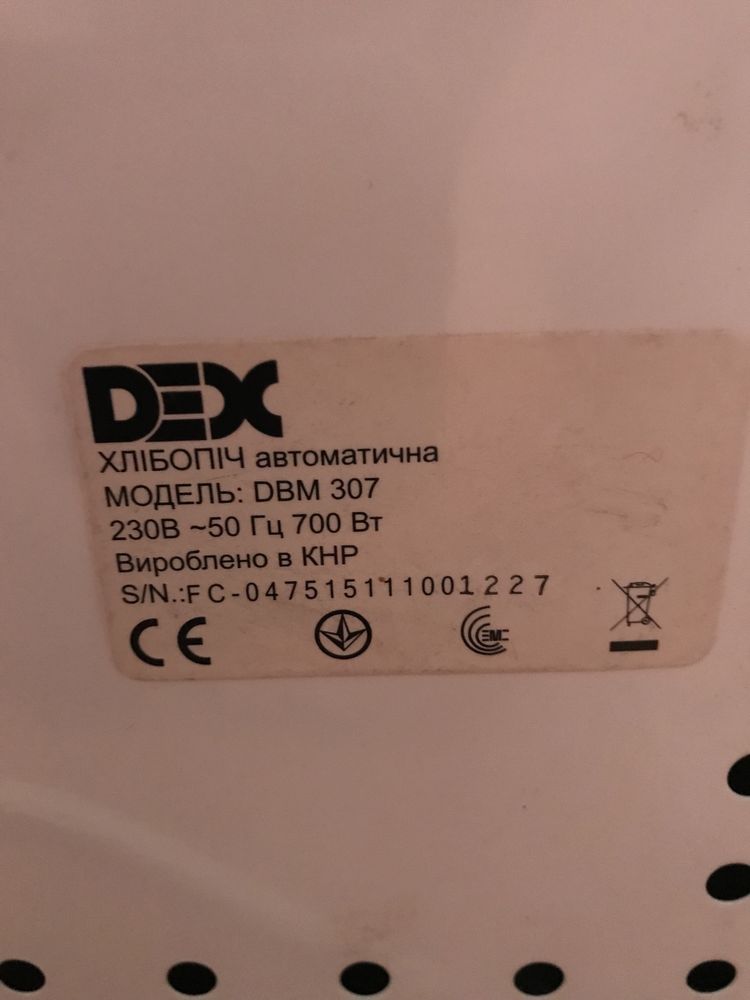 DEX
ХЛІБОПІЧ автоматична
МОДЕЛЬ: DBM 307
230В ~50 Гц 700 Вт
Вироблено в КНР
S/N.:FC-047515111001227
CE EMC